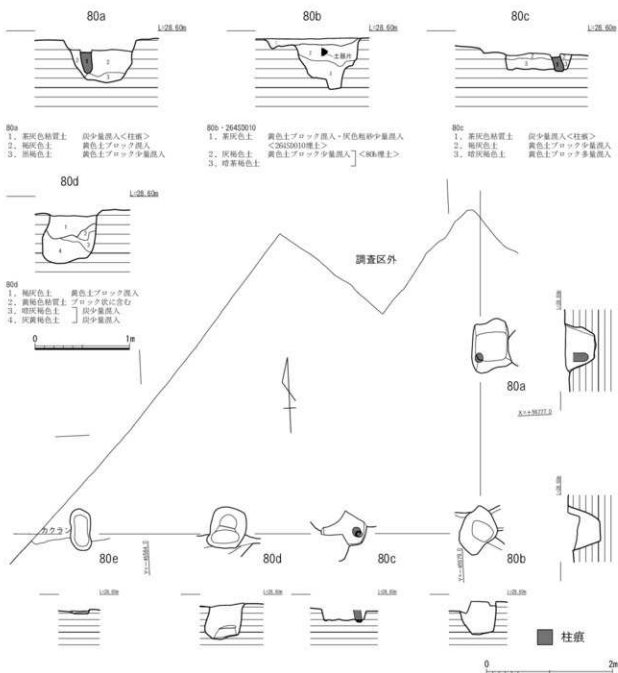 80a
L=28.60m
80a
1、茶灰色粘質土　炭少量混入<柱痕>
2、褐灰色土　黄色土ブロック混入
3、黒褐色土　黄色土ブロック少量混入
80b
L=28.60m
土器片
80b・264SD010
1、茶灰色土　黄色土ブロック混入・灰色粗砂少量混入
<264SD010埋土>
2、灰褐色土　黄色土ブロック少量混入
<80b埋土>
3、暗茶褐色土
80c
L=28.60m
80c
1、茶灰色粘質土　炭少量混入<柱痕>
2、褐色土　黄色土ブロック少量混入
3、暗灰褐色土　黄色土ブロック多量混入
80d
L=28.60m
80d
1、褐灰色土　黄色土ブロック混入
2、黄褐色粘質土　ブロック状に含む
3、暗灰褐色土
4、灰黄褐色土　炭少量混入
0　1m
調査区外
80a
カクラン
80e
80d
80c
80b
L=28.60m
L=28.60m
L=28.60m
L=28.60m
柱痕
0　2m